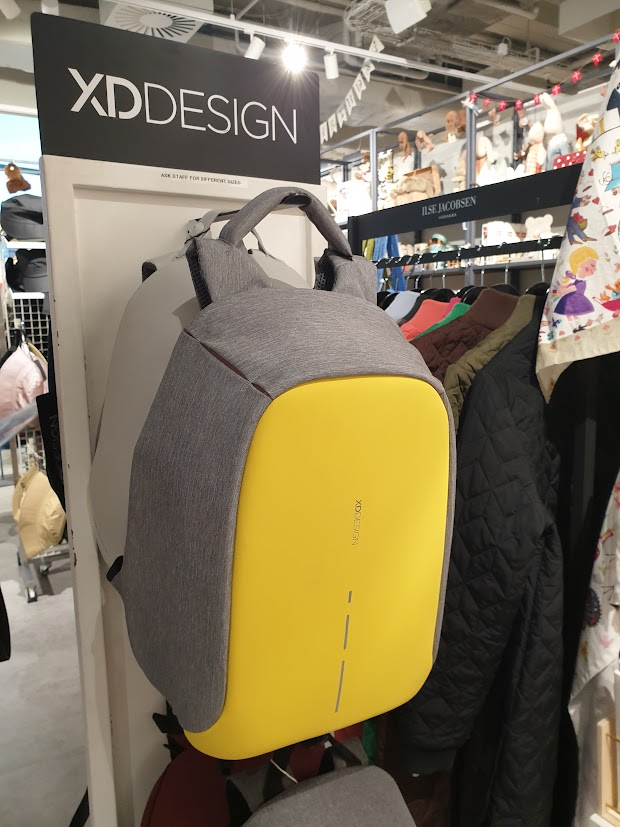 XDDESIGN
ASK STAFF FOR DIFFERENT SIZES
ILSE JACOBSEN
XDDESIGN